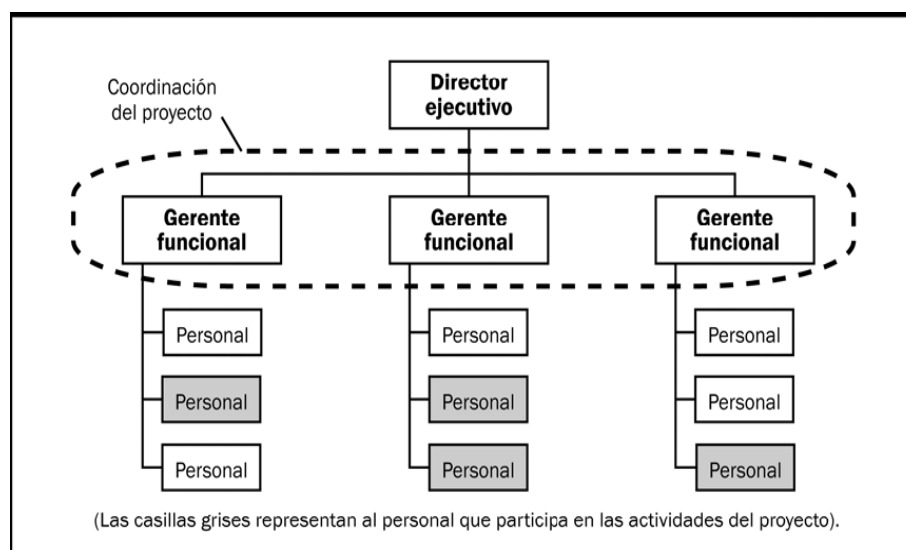 Coordinación
del proyecto
Director
ejecutivo
Gerente
funcional
Gerente
funcional
Gerente
funcional
Personal
Personal
Personal
Personal
Personal
Personal
Personal
Personal
Personal
(Las casillas grises representan al personal que participa en las actividades del proyecto).